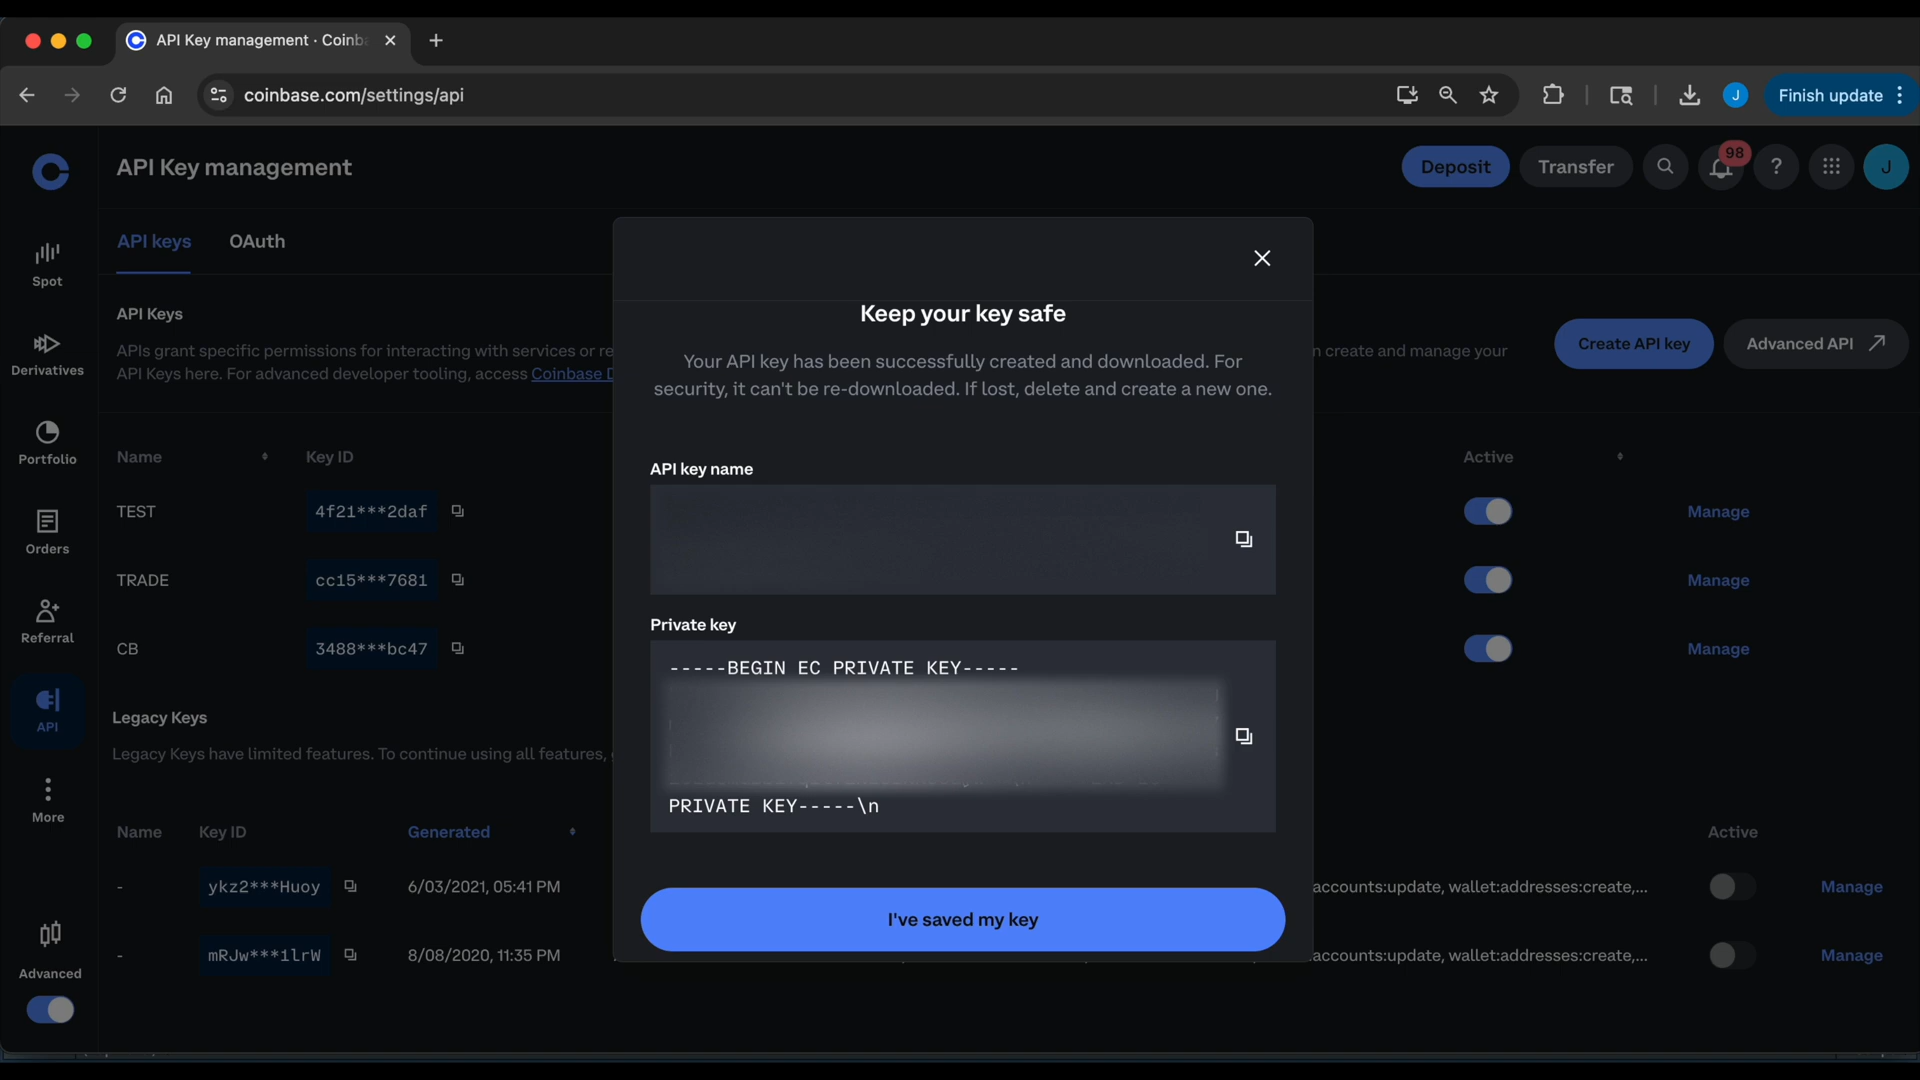 API Key management · Coinb
coinbase.com/settings/api
J
Finish update
API Key management
Deposit
Transfer
98
?
J
API keys
OAuth
Spot
Derivatives
Portfolio
Orders
Referral
API
More
Advanced
API Keys
APIs grant specific permissions for interacting with services or re
n create and manage your
API Keys here. For advanced developer tooling, access Coinbase D
Create API key
Advanced API
Name
Key ID
Active
TEST
4f21***2daf
Manage
TRADE
cc15***7681
Manage
CB
3488***bc47
Manage
Legacy Keys
Legacy Keys have limited features. To continue using all features,
Name
Key ID
Generated
Active
-
ykz2***Huoy
6/03/2021, 05:41 PM
accounts:update, wallet:addresses:create,...
Manage
-
mRJw***1lrW
8/08/2020, 11:35 PM
accounts:update, wallet:addresses:create,...
Manage
Keep your key safe
Your API key has been successfully created and downloaded. For
security, it can't be re-downloaded. If lost, delete and create a new one.
API key name
Private key
-----BEGIN EC PRIVATE KEY-----
PRIVATE KEY-----\n
I've saved my key